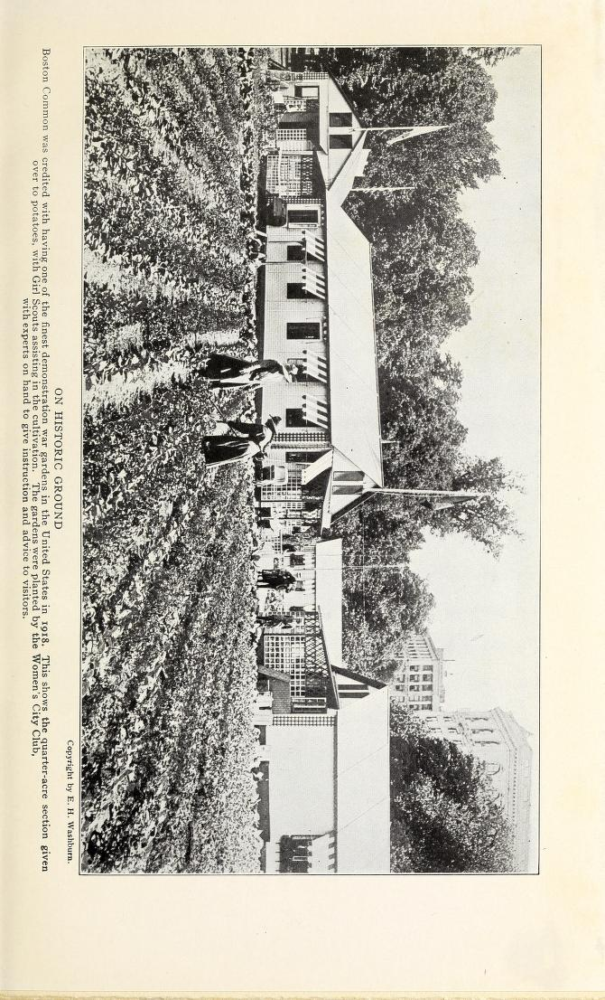 Copyright by E. H. Washburn.
ON HISTORIC GROUND
Boston Common was credited with having one of the finest demonstration war gardens in the United States in 1918. This shows the quarter-acre section given
over to potatoes, with Girl Scouts assisting in the cultivation. The gardens were planted by the Women's City Club,
with experts on hand to give instruction and advice to visitors.